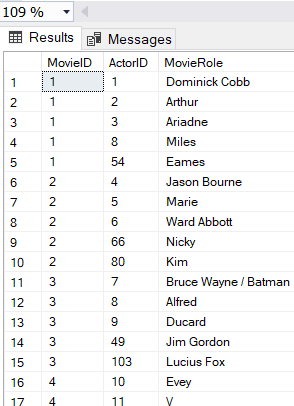 109 %
Results Messages
MovieID ActorID MovieRole
1 1 1 Dominick Cobb
2 1 2 Arthur
3 1 3 Ariadne
4 1 8 Miles
5 1 54 Eames
6 2 4 Jason Bourne
7 2 5 Marie
8 2 6 Ward Abbott
9 2 66 Nicky
10 2 80 Kim
11 3 7 Bruce Wayne / Batman
12 3 8 Alfred
13 3 9 Ducard
14 3 49 Jim Gordon
15 3 103 Lucius Fox
16 4 10 Evey
17 4 11 V